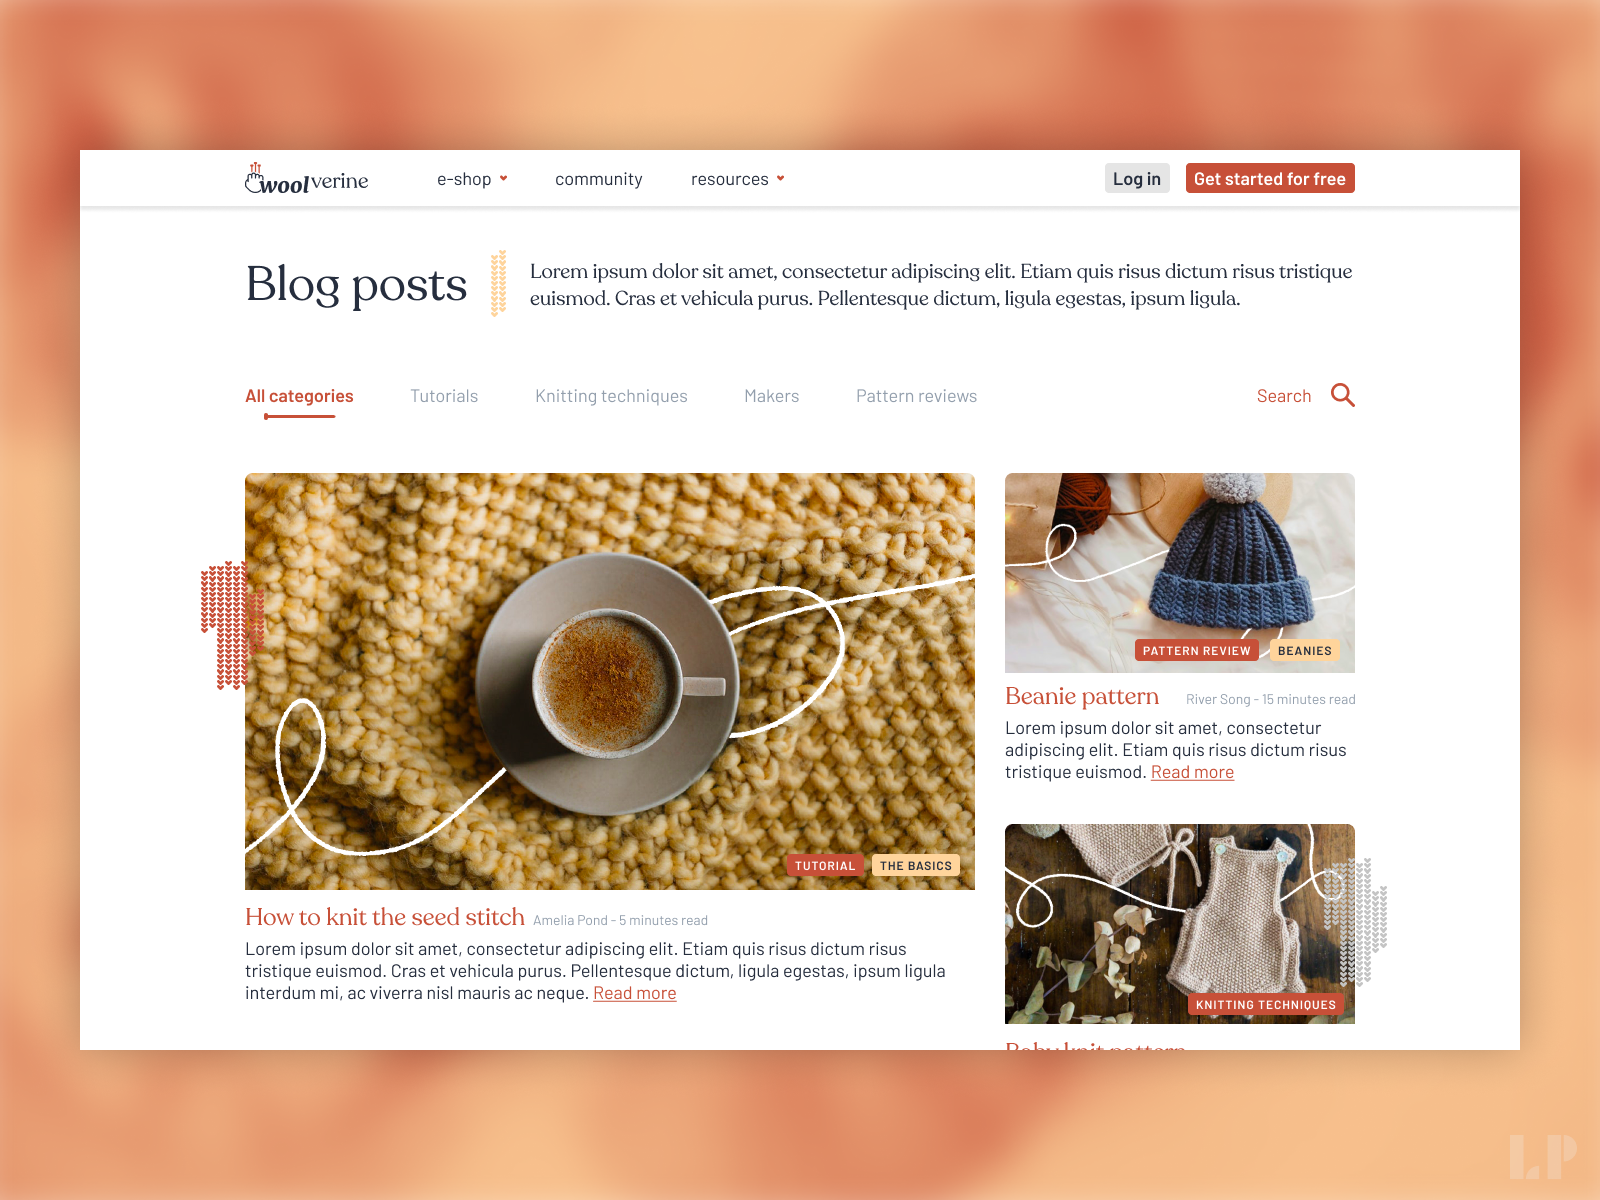 woolverine
e-shop
community
resources
Log in
Get started for free
Blog posts
Lorem ipsum dolor sit amet, consectetur adipiscing elit. Etiam quis risus dictum risus tristique
euismod. Cras et vehicula purus. Pellentesque dictum, ligula egestas, ipsum ligula.
All categories
Tutorials
Knitting techniques
Makers
Pattern reviews
Search
TUTORIAL
THE BASICS
How to knit the seed stitch
Amelia Pond - 5 minutes read
Lorem ipsum dolor sit amet, consectetur adipiscing elit. Etiam quis risus dictum risus
tristique euismod. Cras et vehicula purus. Pellentesque dictum, ligula egestas, ipsum ligula
interdum mi, ac viverra nisl mauris ac neque. Read more
PATTERN REVIEW
BEANIES
Beanie pattern
River Song - 15 minutes read
Lorem ipsum dolor sit amet, consectetur
adipiscing elit. Etiam quis risus dictum risus
tristique euismod. Read more
KNITTING TECHNIQUES
Baby knit pattern
LP